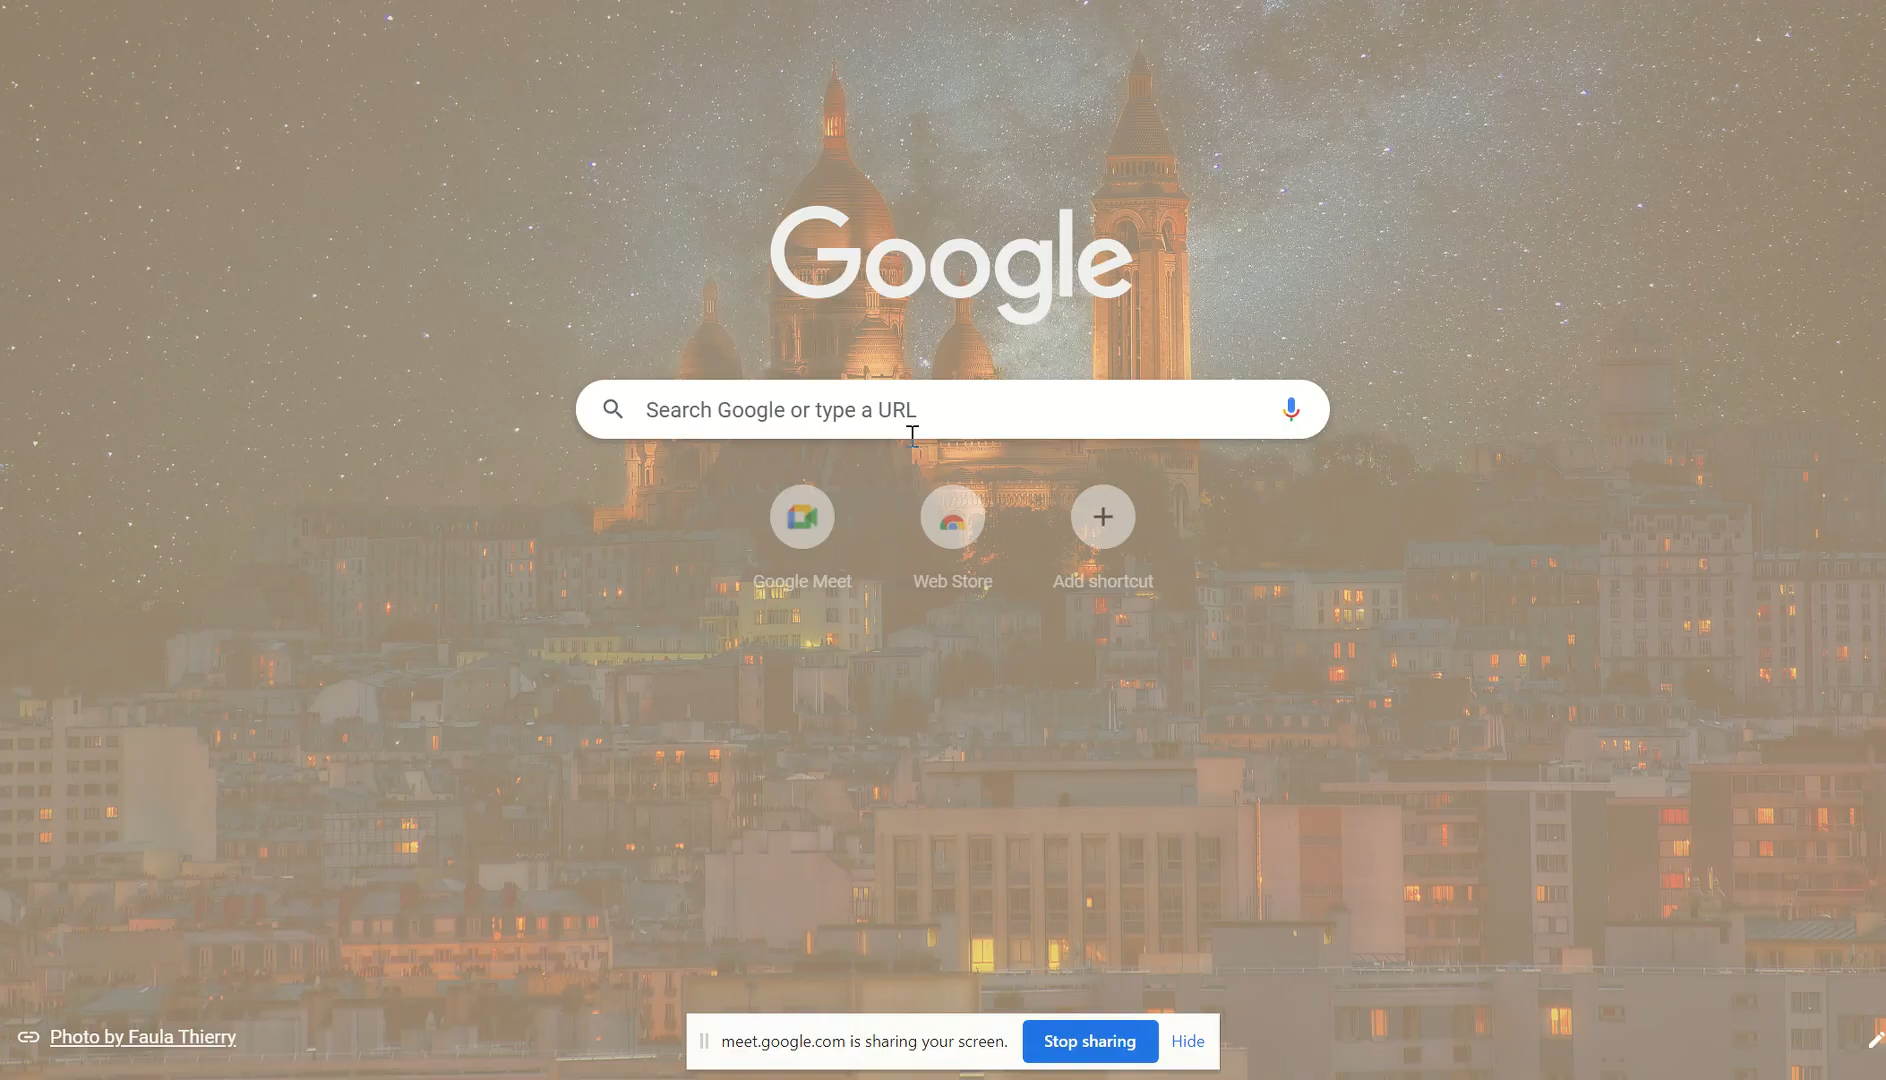 Google
Search Google or type a URL
Google Meet
Web Store
Add shortcut
Photo by Faula Thierry
meet.google.com is sharing your screen.
Stop sharing
Hide